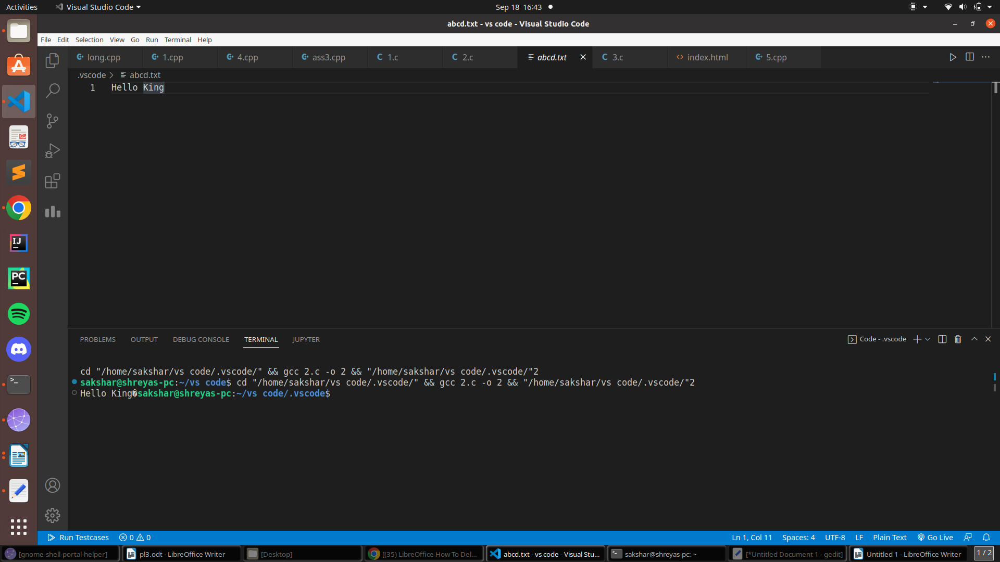 Activities Visual Studio Code Sep 18 16:43
abcd.txt - vs code - Visual Studio Code
File Edit Selection View Go Run Terminal Help
long.cpp 1.cpp 4.cpp ass3.cpp 1.c 2.c abcd.txt 3.c index.html 5.cpp
.vscode > abcd.txt
1 Hello King
PROBLEMS OUTPUT DEBUG CONSOLE TERMINAL JUPYTER Code - .vscode
cd "/home/sakshar/vs code/.vscode/" && gcc 2.c -o 2 && "/home/sakshar/vs code/.vscode/"2
sakshar@shreyas-pc:~/vs code$ cd "/home/sakshar/vs code/.vscode/" && gcc 2.c -o 2 && "/home/sakshar/vs code/.vscode/"2
Hello King�sakshar@shreyas-pc:~/vs code/.vscode$
Run Testcases 0 0 Ln 1, Col 11 Spaces: 4 UTF-8 LF Plain Text Go Live
[gnome-shell-portal-helper] pl3.odt - LibreOffice Writer [Desktop] [(35) LibreOffice How To Del... abcd.txt - vs code - Visual Stu... sakshar@shreyas-pc: ~ [*Untitled Document 1 - gedit] Untitled 1 - LibreOffice Writer 1 / 2